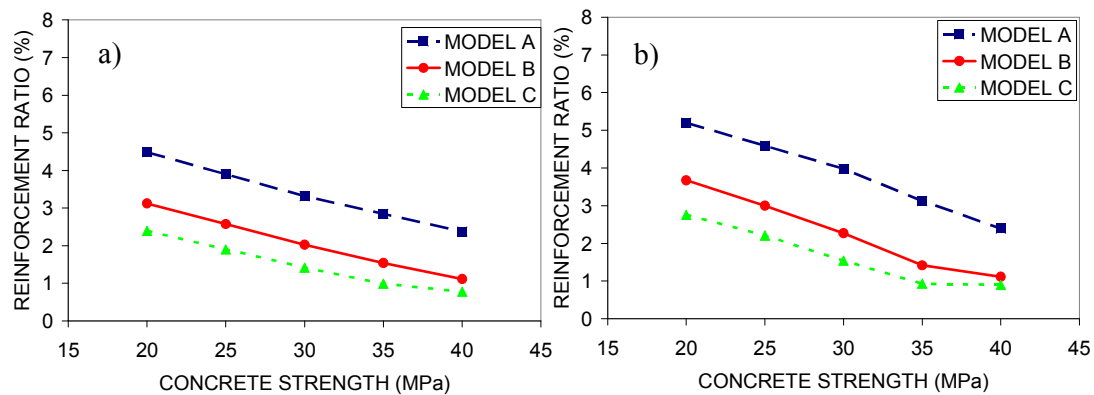 a)
MODEL A
MODEL B
MODEL C
REINFORCEMENT RATIO (%)
8
7
6
5
4
3
2
1
0
15 20 25 30 35 40 45
CONCRETE STRENGTH (MPa)
b)
MODEL A
MODEL B
MODEL C
REINFORCEMENT RATIO (%)
8
7
6
5
4
3
2
1
0
15 20 25 30 35 40 45
CONCRETE STRENGTH (MPa)